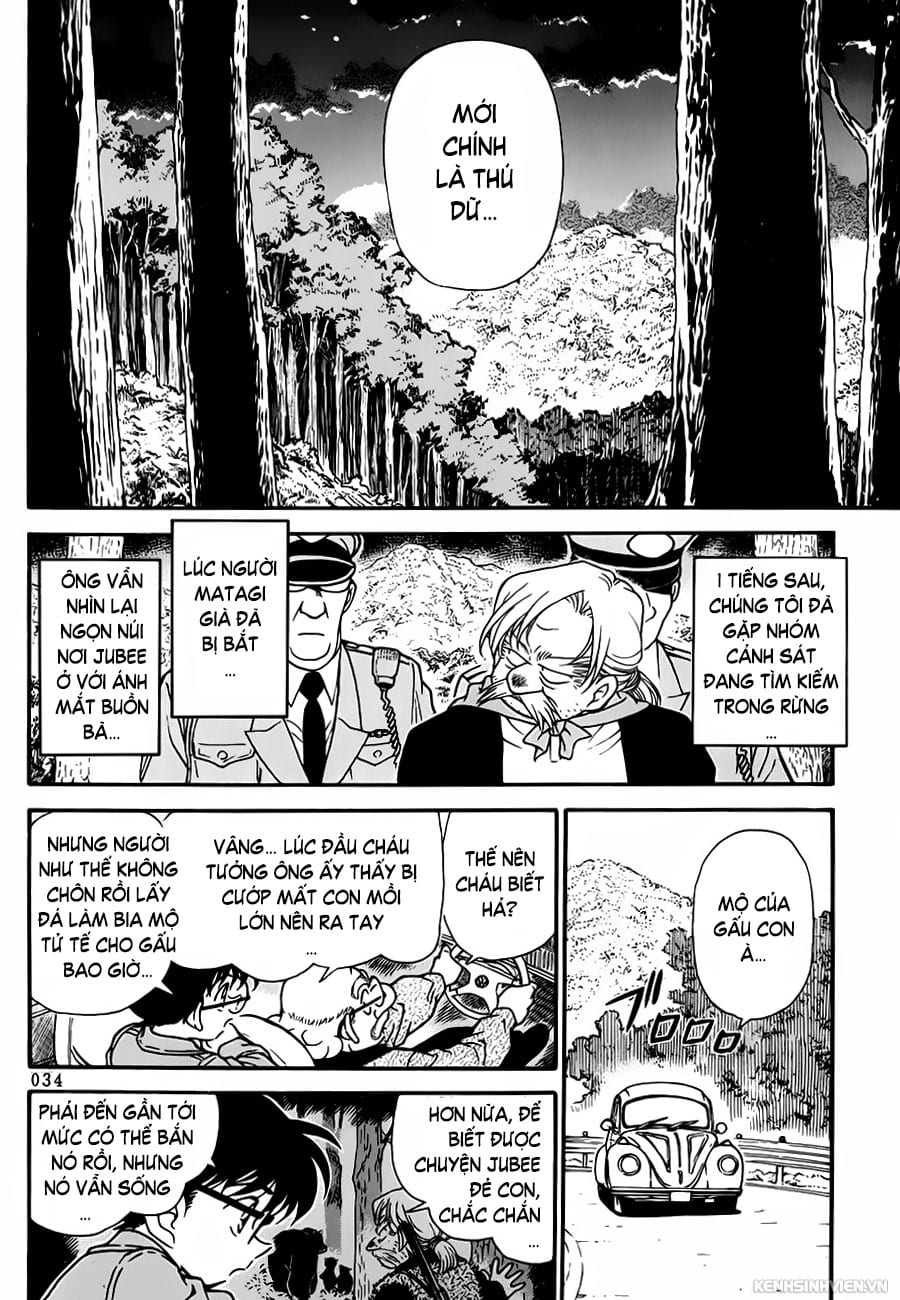 MỚI
CHÍNH
LÀ THÚ
DỮ...
1 TIẾNG SAU,
CHÚNG TÔI ĐÃ
GẶP NHÓM
CẢNH SÁT
ĐANG TÌM KIẾM
TRONG RỪNG
...
LÚC NGƯỜI
MATAGI
GIÀ ĐÃ
BỊ BẮT
...
ÔNG VẪN
NHÌN LẠI
NGỌN NÚI
NƠI JUBEE
Ở VỚI ÁNH
MẮT BUỒN
BÃ...
MỘ CỦA
GẤU CON
À...
ブロロロ
THẾ NÊN
CHÁU BIẾT
HẢ?
VÂNG... LÚC ĐẦU CHÁU
TƯỞNG ÔNG ẤY THẤY BỊ
CƯỚP MẤT CON MỒI
LỚN NÊN RA TAY
...
NHƯNG NGƯỜI
NHƯ THẾ KHÔNG
CHÔN RỒI LẤY
ĐÁ LÀM BIA MỘ
TỬ TẾ CHO GẤU
BAO GIỜ...
034
HƠN NỮA, ĐỂ
BIẾT ĐƯỢC
CHUYỆN JUBEE
ĐẺ CON,
CHẮC CHẮN
PHẢI ĐẾN GẦN TỚI
MỨC CÓ THỂ BẮN
NÓ RỒI, NHƯNG
NÓ VẪN SỐNG
...
KENHSINHVIEN.VN